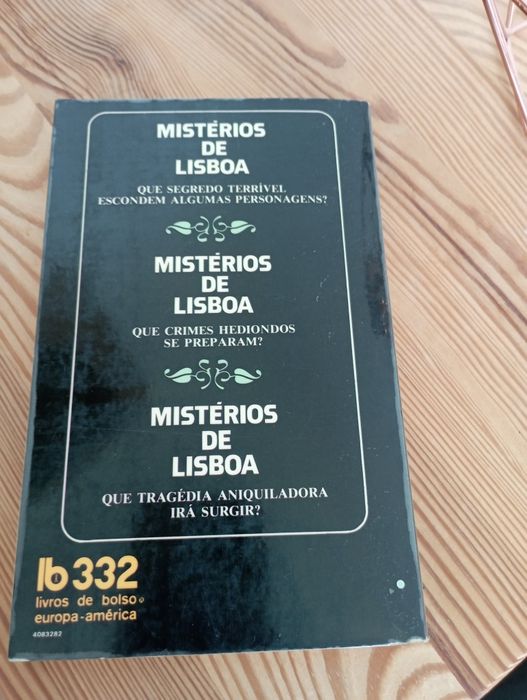 MISTÉRIOS
DE
LISBOA
QUE SEGREDO TERRÍVEL
ESCONDEM ALGUMAS PERSONAGENS?
MISTÉRIOS
DE
LISBOA
QUE CRIMES HEDIONDOS
SE PREPARAM?
MISTÉRIOS
DE
LISBOA
QUE TRAGÉDIA ANIQUILADORA
IRÁ SURGIR?
lb 332
livros de bolso
europa-américa
4083282